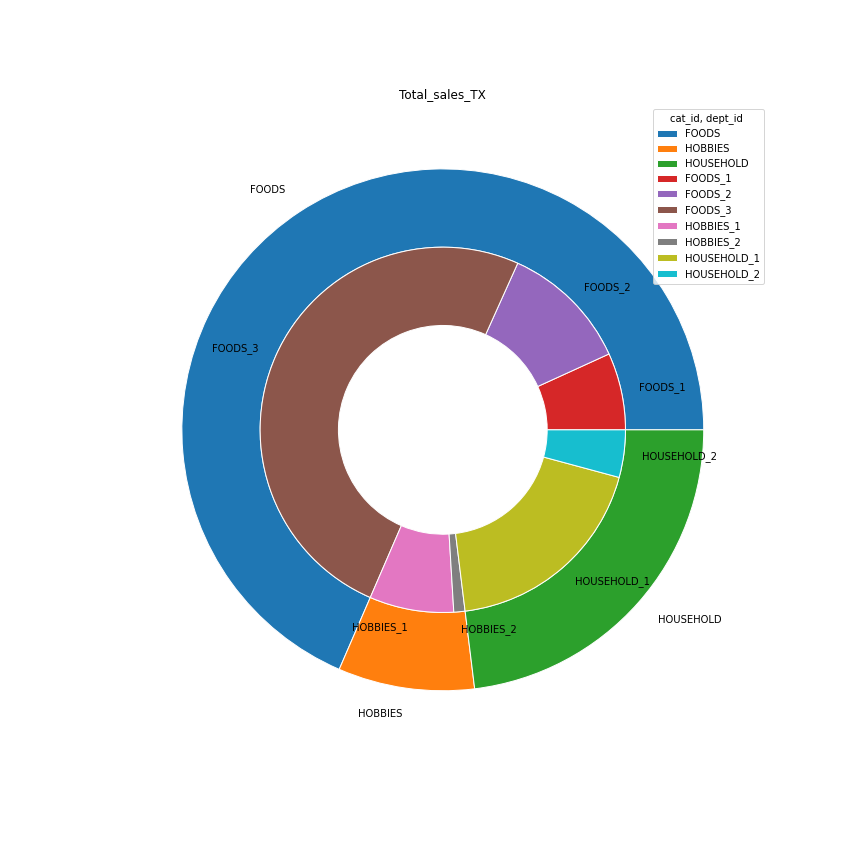 Total_sales_TX
cat_id, dept_id
FOODS
HOBBIES
HOUSEHOLD
FOODS_1
FOODS_2
FOODS_3
HOBBIES_1
HOBBIES_2
HOUSEHOLD_1
HOUSEHOLD_2
FOODS
FOODS_2
FOODS_3
FOODS_1
HOUSEHOLD_2
HOUSEHOLD_1
HOUSEHOLD
HOBBIES_1
HOBBIES_2
HOBBIES